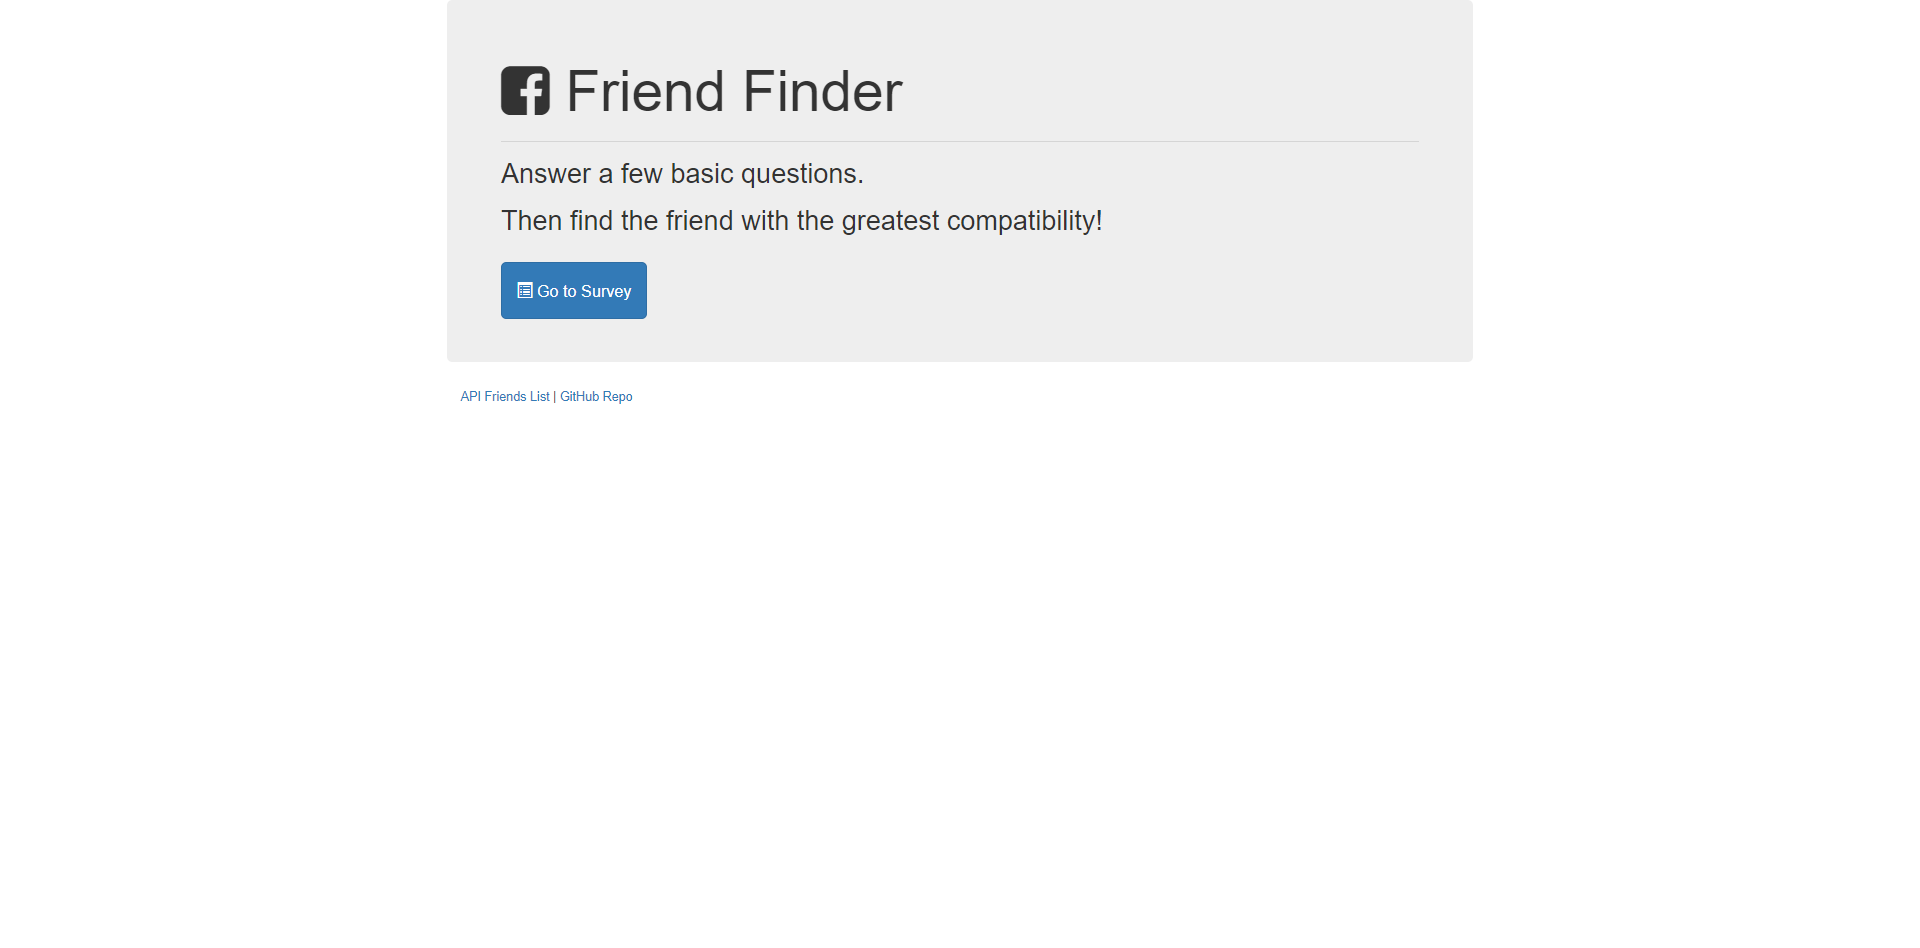 Friend Finder
Answer a few basic questions.
Then find the friend with the greatest compatibility!
Go to Survey
API Friends List | GitHub Repo